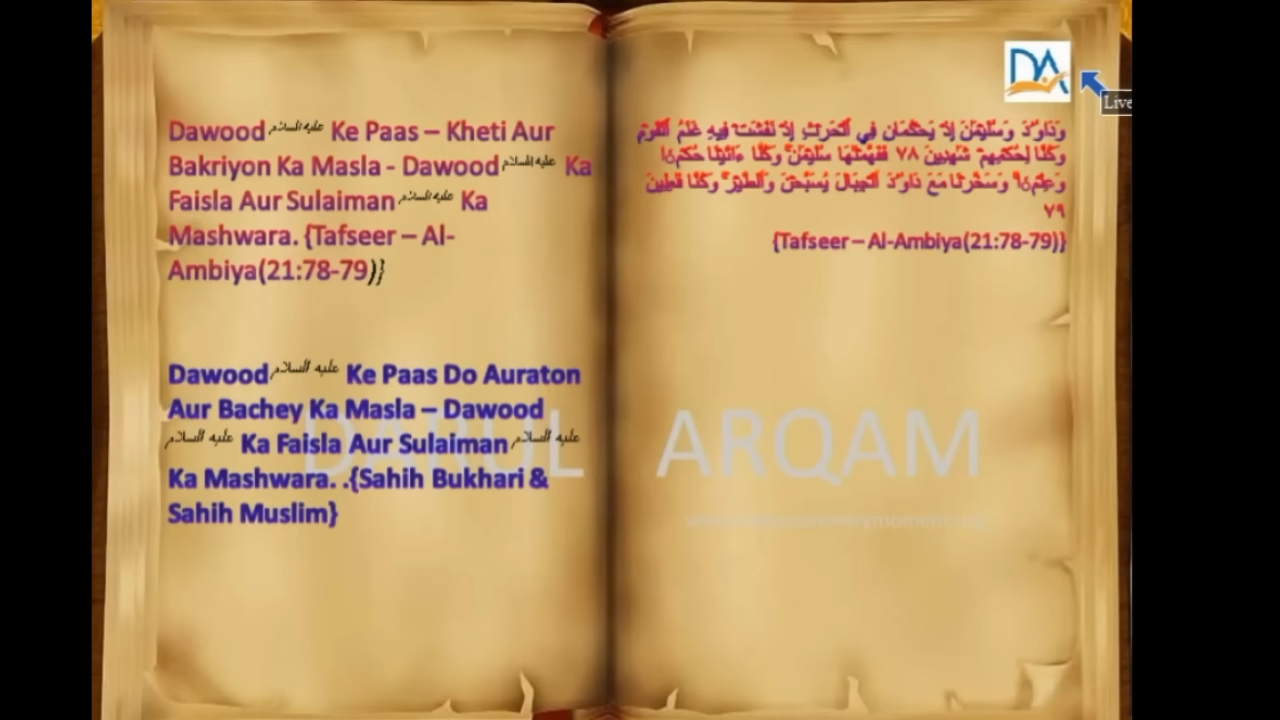 Dawood عليه السلام Ke Paas – Kheti Aur
Bakriyon Ka Masla - Dawood عليه السلام Ka
Faisla Aur Sulaiman عليه السلام Ka
Mashwara. {Tafseer – Al-
Ambiya(21:78-79)}
Dawood عليه السلام Ke Paas Do Auraton
Aur Bachey Ka Masla – Dawood
عليه السلام Ka Faisla Aur Sulaiman عليه السلام
Ka Mashwara. .{Sahih Bukhari &
Sahih Muslim}
DA
Live
وَدَاوُۥدَ وَسُلَيۡمَٰنَ إِذۡ يَحۡكُمَانِ فِي ٱلۡحَرۡثِ إِذۡ نَفَشَتۡ فِيهِ غَنَمُ ٱلۡقَوۡمِ
وَكُنَّا لِحُكۡمِهِمۡ شَٰهِدِينَ ٧٨ فَفَهَّمۡنَٰهَا سُلَيۡمَٰنَۚ وَكُلًّا ءَاتَيۡنَا حُكۡمٗا
وَعِلۡمٗاۚ وَسَخَّرۡنَا مَعَ دَاوُۥدَ ٱلۡجِبَالَ يُسَبِّحۡنَ وَٱلطَّيۡرَۚ وَكُنَّا فَٰعِلِينَ
٧٩
{Tafseer – Al-Ambiya(21:78-79)}
DARUL ARQAM